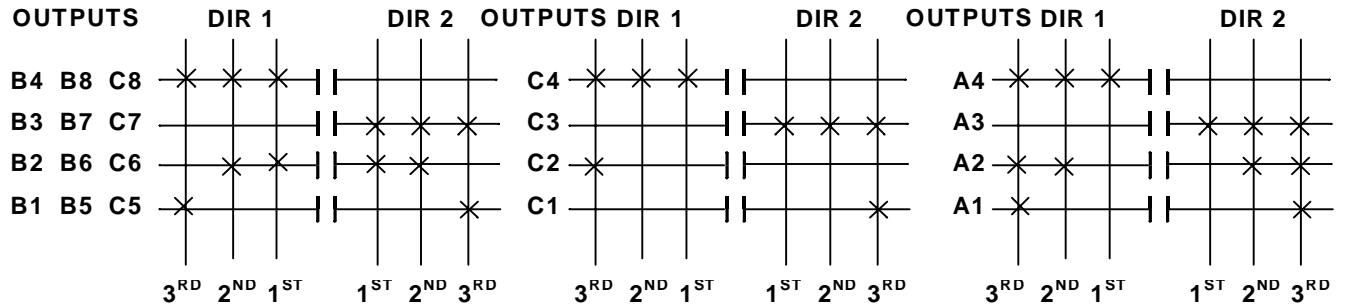 OUTPUTS DIR 1 DIR 2 OUTPUTS DIR 1 DIR 2 OUTPUTS DIR 1 DIR 2
B4 B8 C8 C4 A4
B3 B7 C7 C3 A3
B2 B6 C6 C2 A2
B1 B5 C5 C1 A1
3RD 2ND 1ST 1ST 2ND 3RD 3RD 2ND 1ST 1ST 2ND 3RD 3RD 2ND 1ST 1ST 2ND 3RD